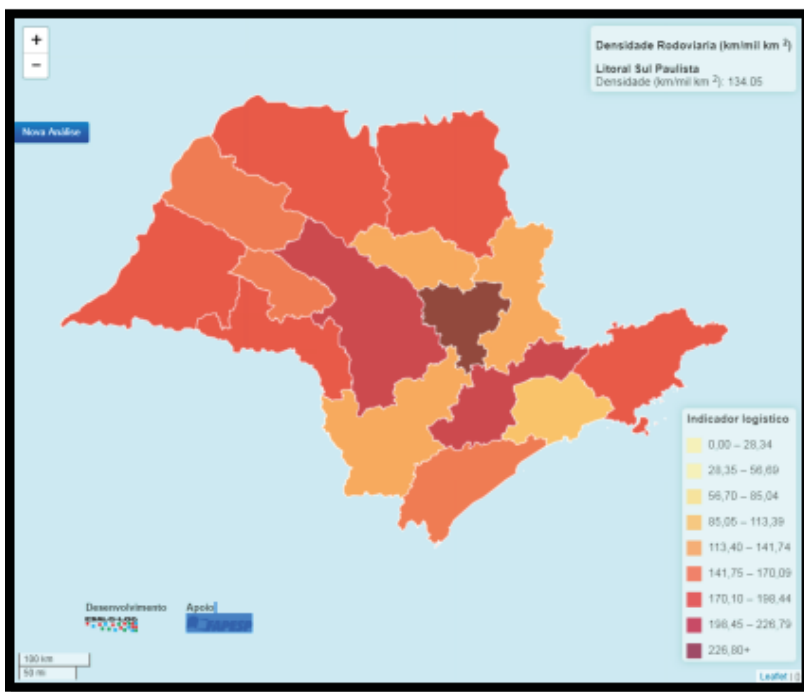 +
−
Densidade Rodoviaria (km/mil km ²)
Litoral Sul Paulista
Densidade (km/mil km ²): 134.05
Nova Análise
Indicador logístico
0,00 – 28,34
28,35 – 56,69
56,70 – 85,04
85,05 – 113,39
113,40 – 141,74
141,75 – 170,09
170,10 – 198,44
198,45 – 226,79
226,80+
Desenvolvimento
Apoio
FAPESP
100 km
50 mi
Leaflet |